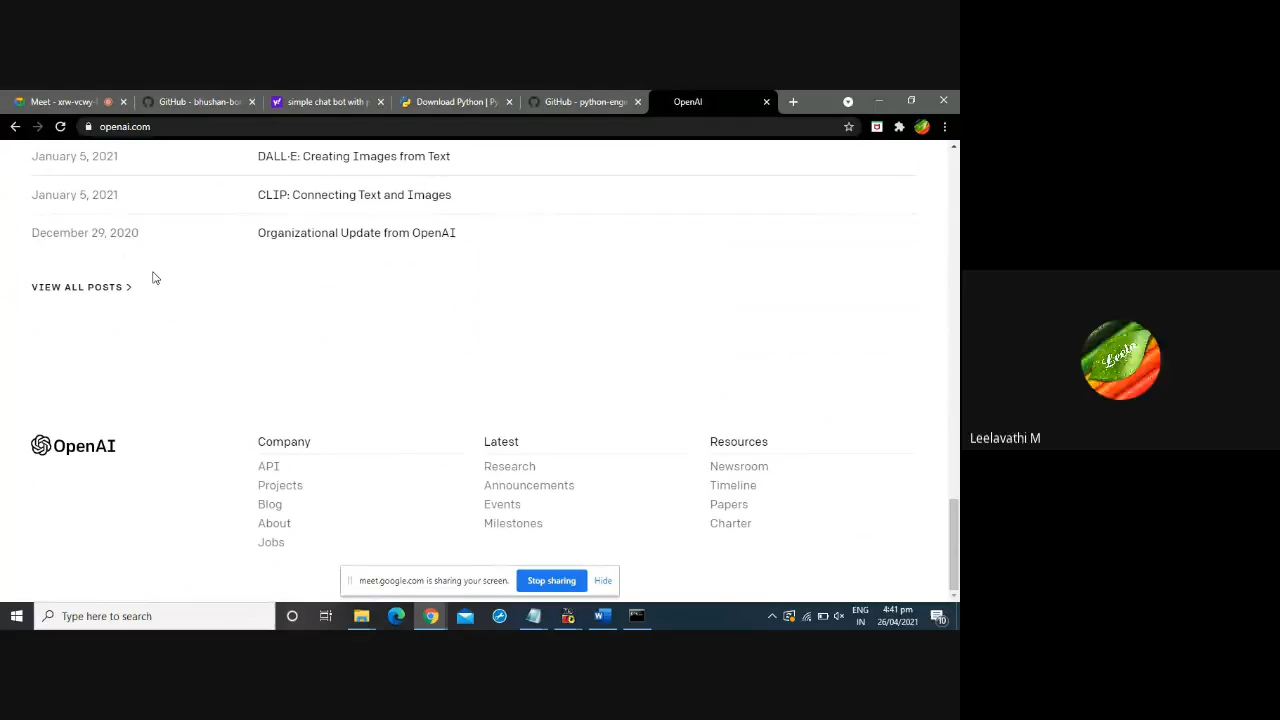 Meet - xrw-vcwy-
GitHub - bhushan-bo
simple chat bot with p
Download Python | Py
GitHub - python-engi
OpenAI
openai.com
January 5, 2021 DALL·E: Creating Images from Text
January 5, 2021 CLIP: Connecting Text and Images
December 29, 2020 Organizational Update from OpenAI
VIEW ALL POSTS >
OpenAI
Company
API
Projects
Blog
About
Jobs
Latest
Research
Announcements
Events
Milestones
Resources
Newsroom
Timeline
Papers
Charter
meet.google.com is sharing your screen. Stop sharing Hide
Type here to search
ENG
IN
4:41 pm
26/04/2021
10
Leela
Leelavathi M